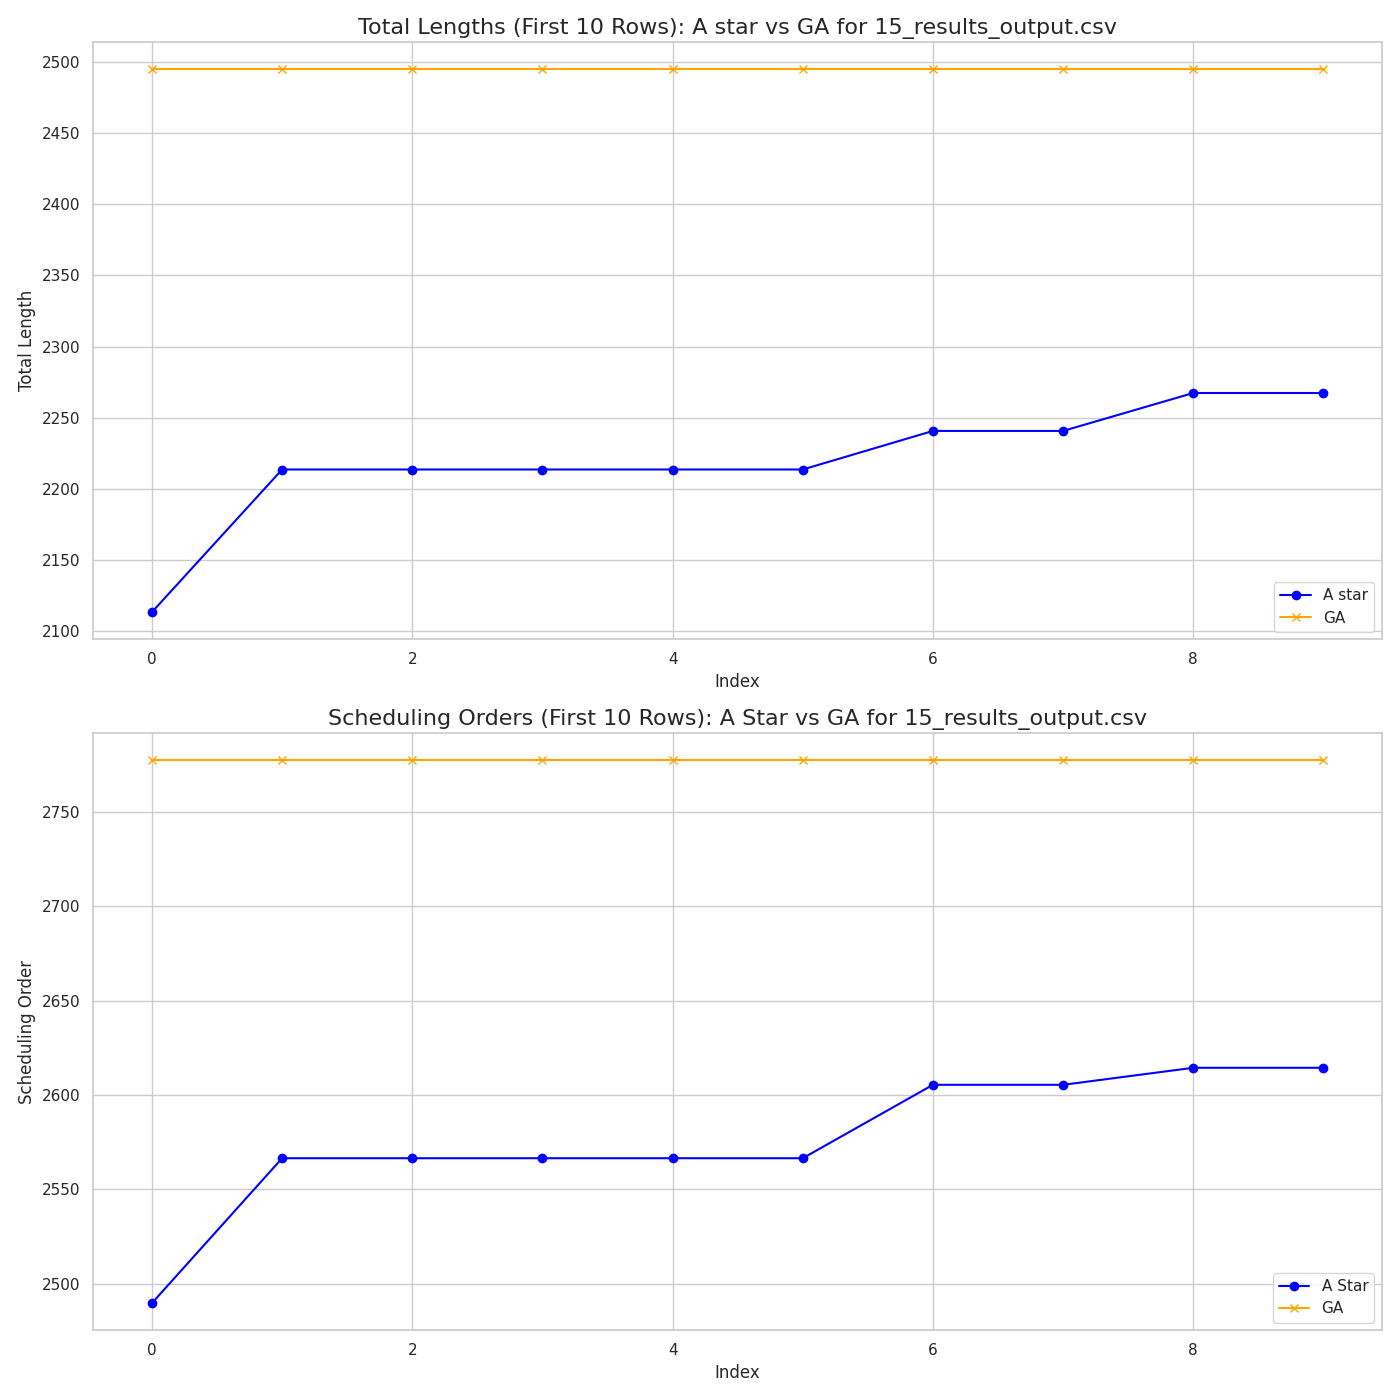 Total Lengths (First 10 Rows): A star vs GA for 15_results_output.csv
2500
2450
2400
2350
2300
2250
2200
2150
2100
Total Length
A star
GA
0 2 4 6 8
Index
Scheduling Orders (First 10 Rows): A Star vs GA for 15_results_output.csv
2750
2700
2650
2600
2550
2500
Scheduling Order
A Star
GA
0 2 4 6 8
Index